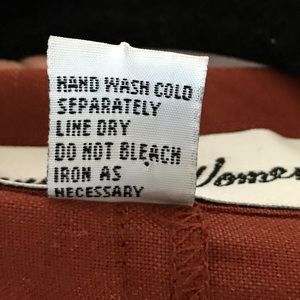 HAND WASH COLD
SEPARATELY
LINE DRY
DO NOT BLEACH
IRON AS
NECESSARY